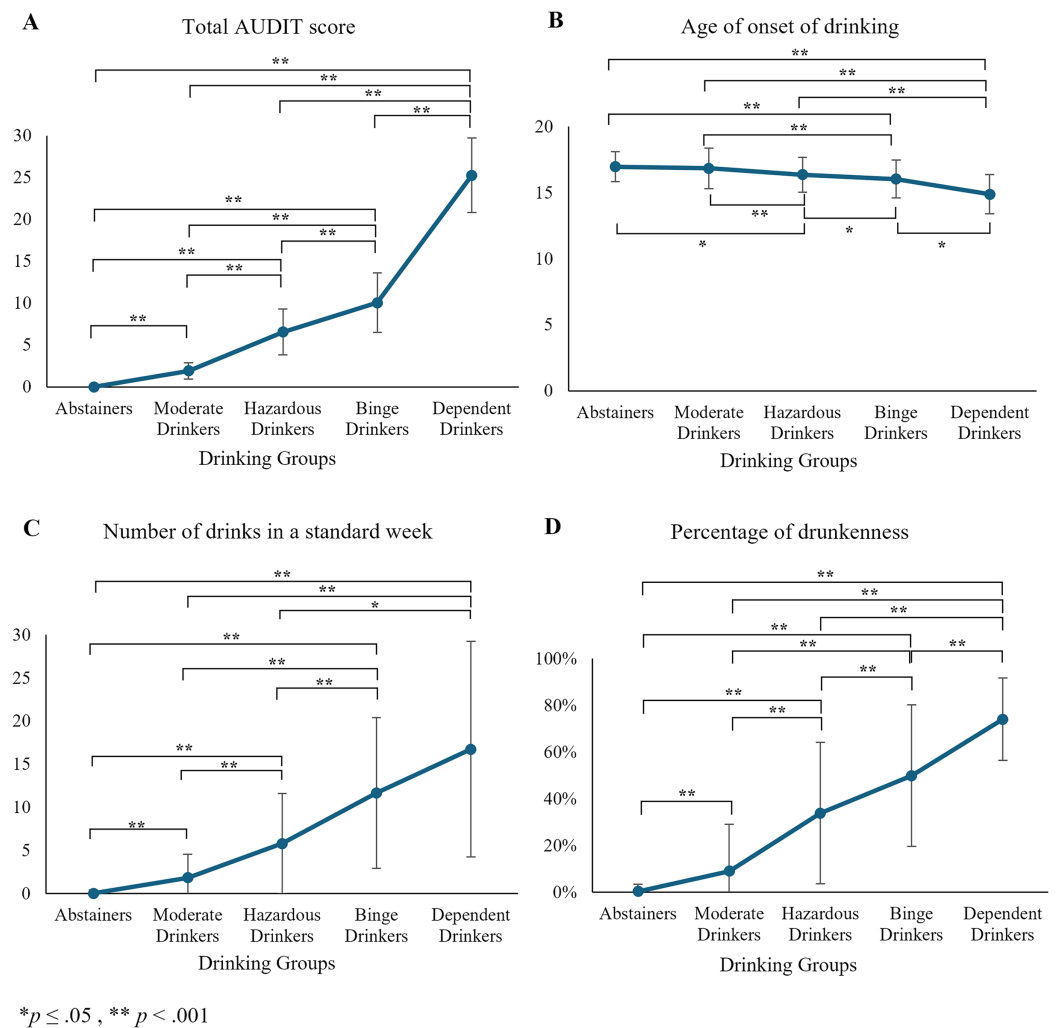 A
Total AUDIT score
**
**
**
**
30
25
20
15
10
5
0
**
**
**
**
**
**
Abstainers
Moderate
Drinkers
Hazardous
Drinkers
Binge
Drinkers
Dependent
Drinkers
Drinking Groups
B
Age of onset of drinking
**
**
**
**
**
20
15
10
5
0
**
*
*
*
Abstainers
Moderate
Drinkers
Hazardous
Drinkers
Binge
Drinkers
Dependent
Drinkers
Drinking Groups
C
Number of drinks in a standard week
**
**
*
**
**
**
30
25
20
15
10
5
0
**
**
**
Abstainers
Moderate
Drinkers
Hazardous
Drinkers
Binge
Drinkers
Dependent
Drinkers
Drinking Groups
D
Percentage of drunkenness
**
**
**
**
**
**
**
**
**
**
100%
80%
60%
40%
20%
0%
Abstainers
Moderate
Drinkers
Hazardous
Drinkers
Binge
Drinkers
Dependent
Drinkers
Drinking Groups
*p ≤ .05 , ** p < .001